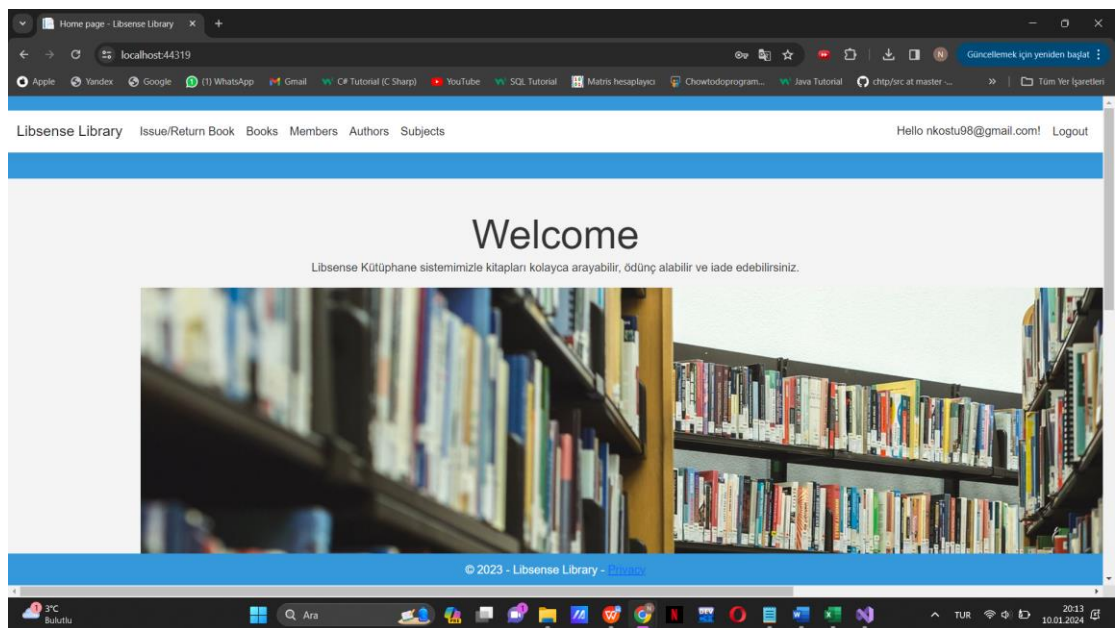 Home page - Libsense Library
localhost:44319
N
Güncellemek için yeniden başlat
Apple Yandex Google (1) WhatsApp Gmail C# Tutorial (C Sharp) YouTube SQL Tutorial Matris hesaplayıcı Chowtodoprogram... Java Tutorial chtp/src at master -... » Tüm Yer İşaretleri
Libsense Library Issue/Return Book Books Members Authors Subjects Hello nkostu98@gmail.com! Logout
Welcome
Libsense Kütüphane sistemimizle kitapları kolayca arayabilir, ödünç alabilir ve iade edebilirsiniz.
© 2023 - Libsense Library - Privacy
3°C
Bulutlu
Ara
TUR
20:13
10.01.2024